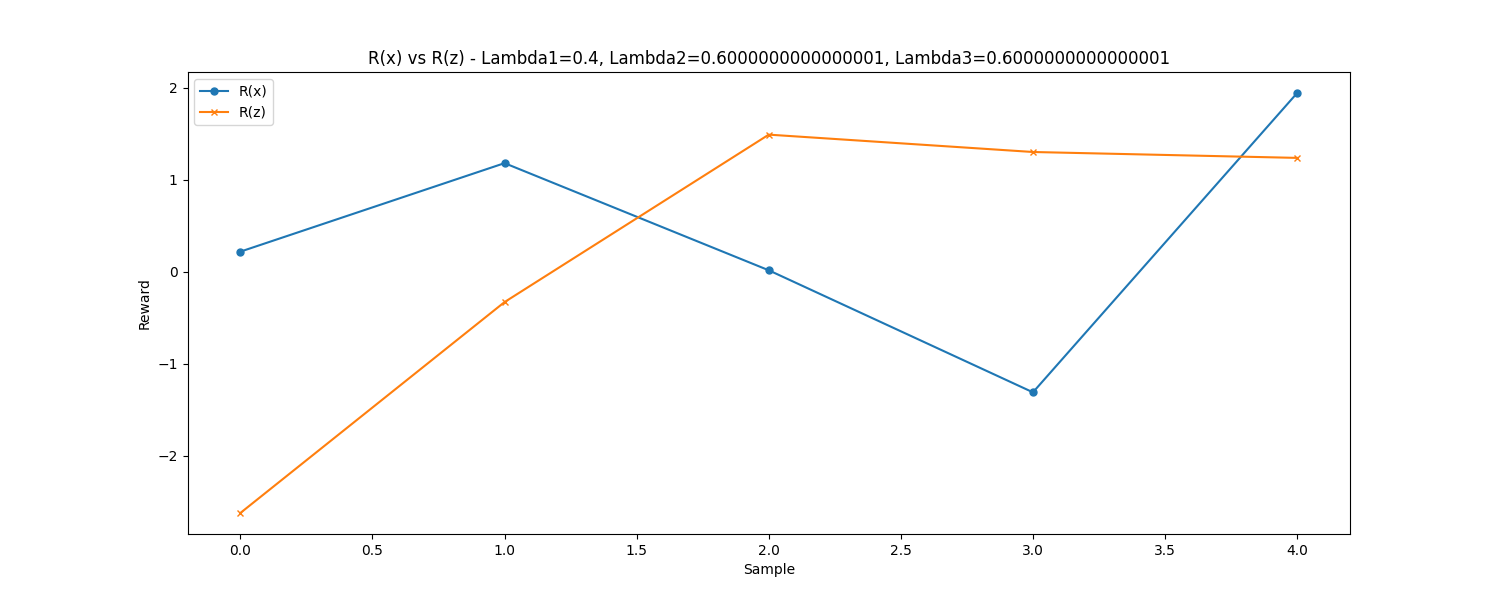 R(x) vs R(z) - Lambda1=0.4, Lambda2=0.6000000000000001, Lambda3=0.6000000000000001
R(x)
R(z)
2
1
0
−1
−2
Reward
0.0 0.5 1.0 1.5 2.0 2.5 3.0 3.5 4.0
Sample